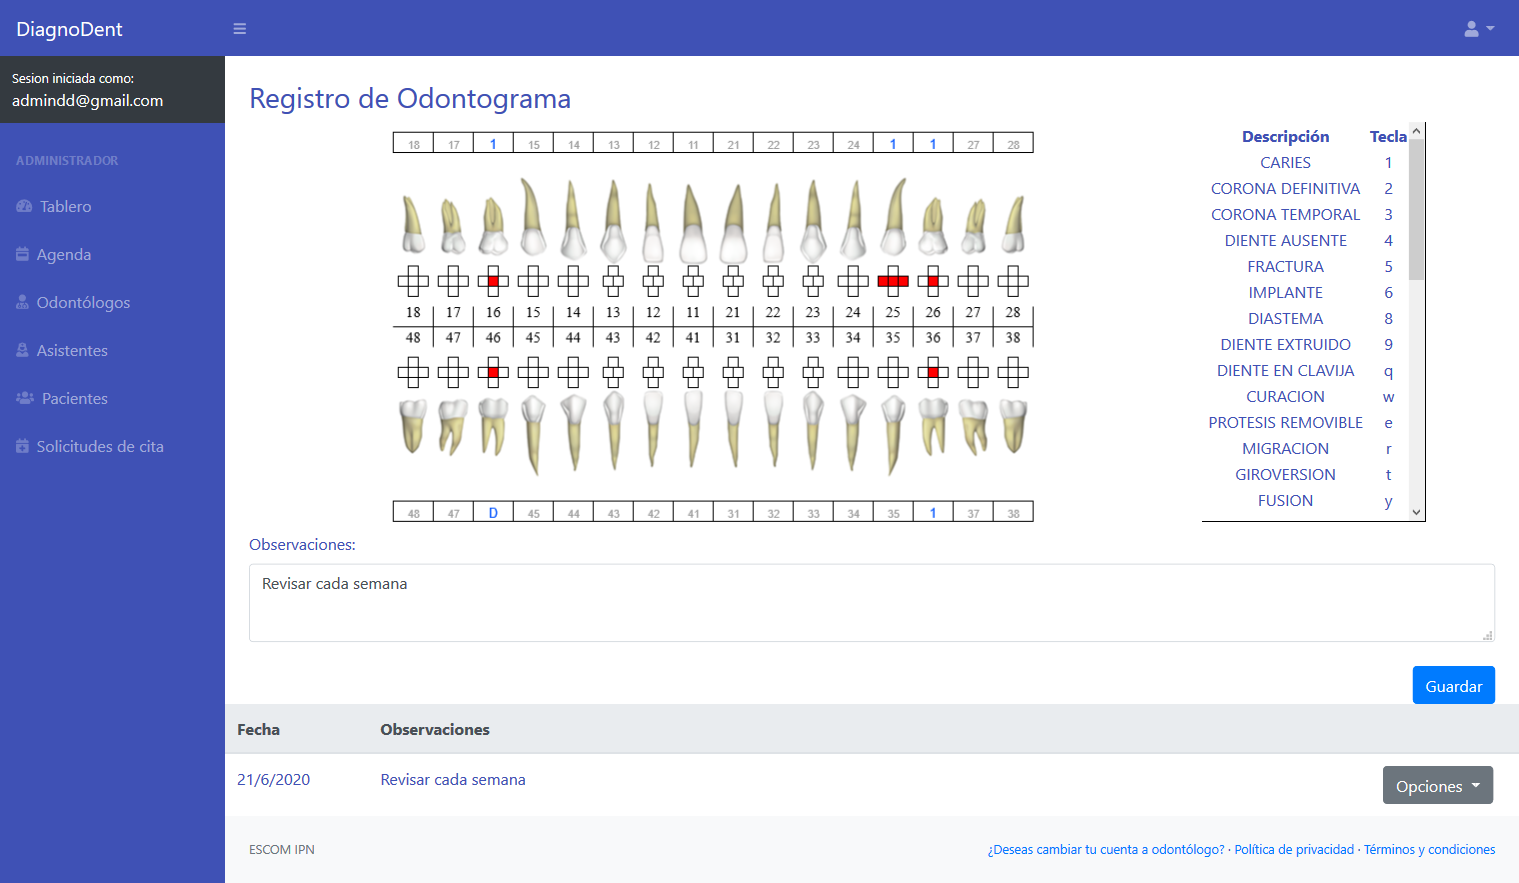 DiagnoDent
Sesion iniciada como:
admindd@gmail.com
ADMINISTRADOR
Tablero
Agenda
Odontólogos
Asistentes
Pacientes
Solicitudes de cita
Registro de Odontograma
18 17 1 15 14 13 12 11 21 22 23 24 1 1 27 28
18 17 16 15 14 13 12 11 21 22 23 24 25 26 27 28
48 47 46 45 44 43 42 41 31 32 33 34 35 36 37 38
48 47 D 45 44 43 42 41 31 32 33 34 35 1 37 38
Descripción Tecla
CARIES 1
CORONA DEFINITIVA 2
CORONA TEMPORAL 3
DIENTE AUSENTE 4
FRACTURA 5
IMPLANTE 6
DIASTEMA 8
DIENTE EXTRUIDO 9
DIENTE EN CLAVIJA q
CURACION w
PROTESIS REMOVIBLE e
MIGRACION r
GIROVERSION t
FUSION y
Observaciones:
Revisar cada semana
Guardar
Fecha Observaciones
21/6/2020 Revisar cada semana
Opciones
ESCOM IPN
¿Deseas cambiar tu cuenta a odontólogo? · Política de privacidad · Términos y condiciones